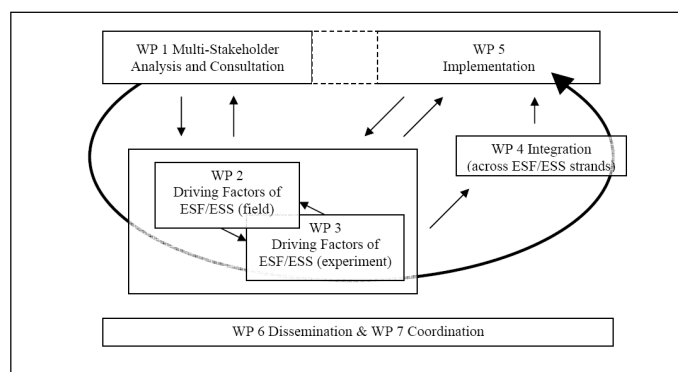 WP 1 Multi-Stakeholder
Analysis and Consultation
WP 5
Implementation
WP 4 Integration
(across ESF/ESS strands)
WP 2
Driving Factors of
ESF/ESS (field)
WP 3
Driving Factors of
ESF/ESS (experiment)
WP 6 Dissemination & WP 7 Coordination